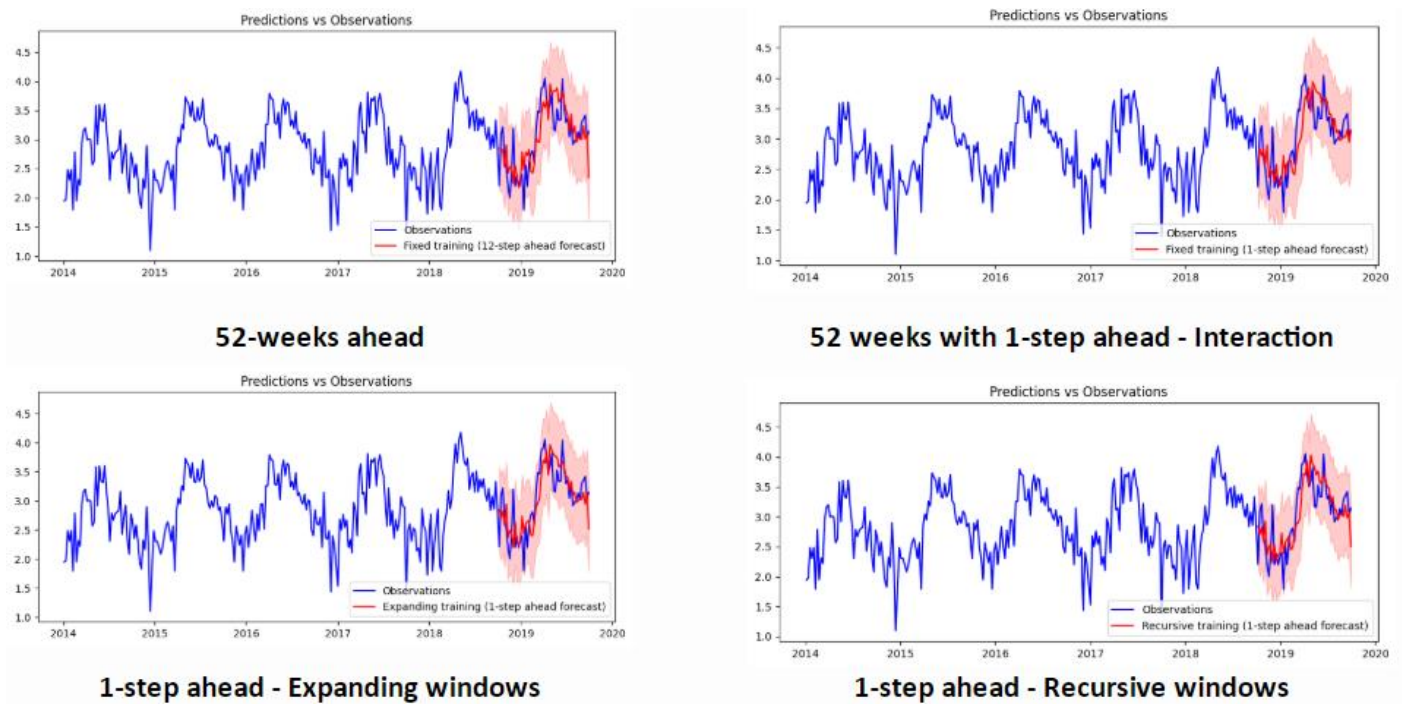 Predictions vs Observations
4.5
4.0
3.5
3.0
2.5
2.0
1.5
1.0
Observations
Fixed training (12-step ahead forecast)
2014 2015 2016 2017 2018 2019 2020
52-weeks ahead
Predictions vs Observations
4.5
4.0
3.5
3.0
2.5
2.0
1.5
1.0
Observations
Fixed training (1-step ahead forecast)
2014 2015 2016 2017 2018 2019 2020
52 weeks with 1-step ahead - Interaction
Predictions vs Observations
4.5
4.0
3.5
3.0
2.5
2.0
1.5
1.0
Observations
Expanding training (1-step ahead forecast)
2014 2015 2016 2017 2018 2019 2020
1-step ahead - Expanding windows
Predictions vs Observations
4.5
4.0
3.5
3.0
2.5
2.0
1.5
1.0
Observations
Recursive training (1-step ahead forecast)
2014 2015 2016 2017 2018 2019 2020
1-step ahead - Recursive windows